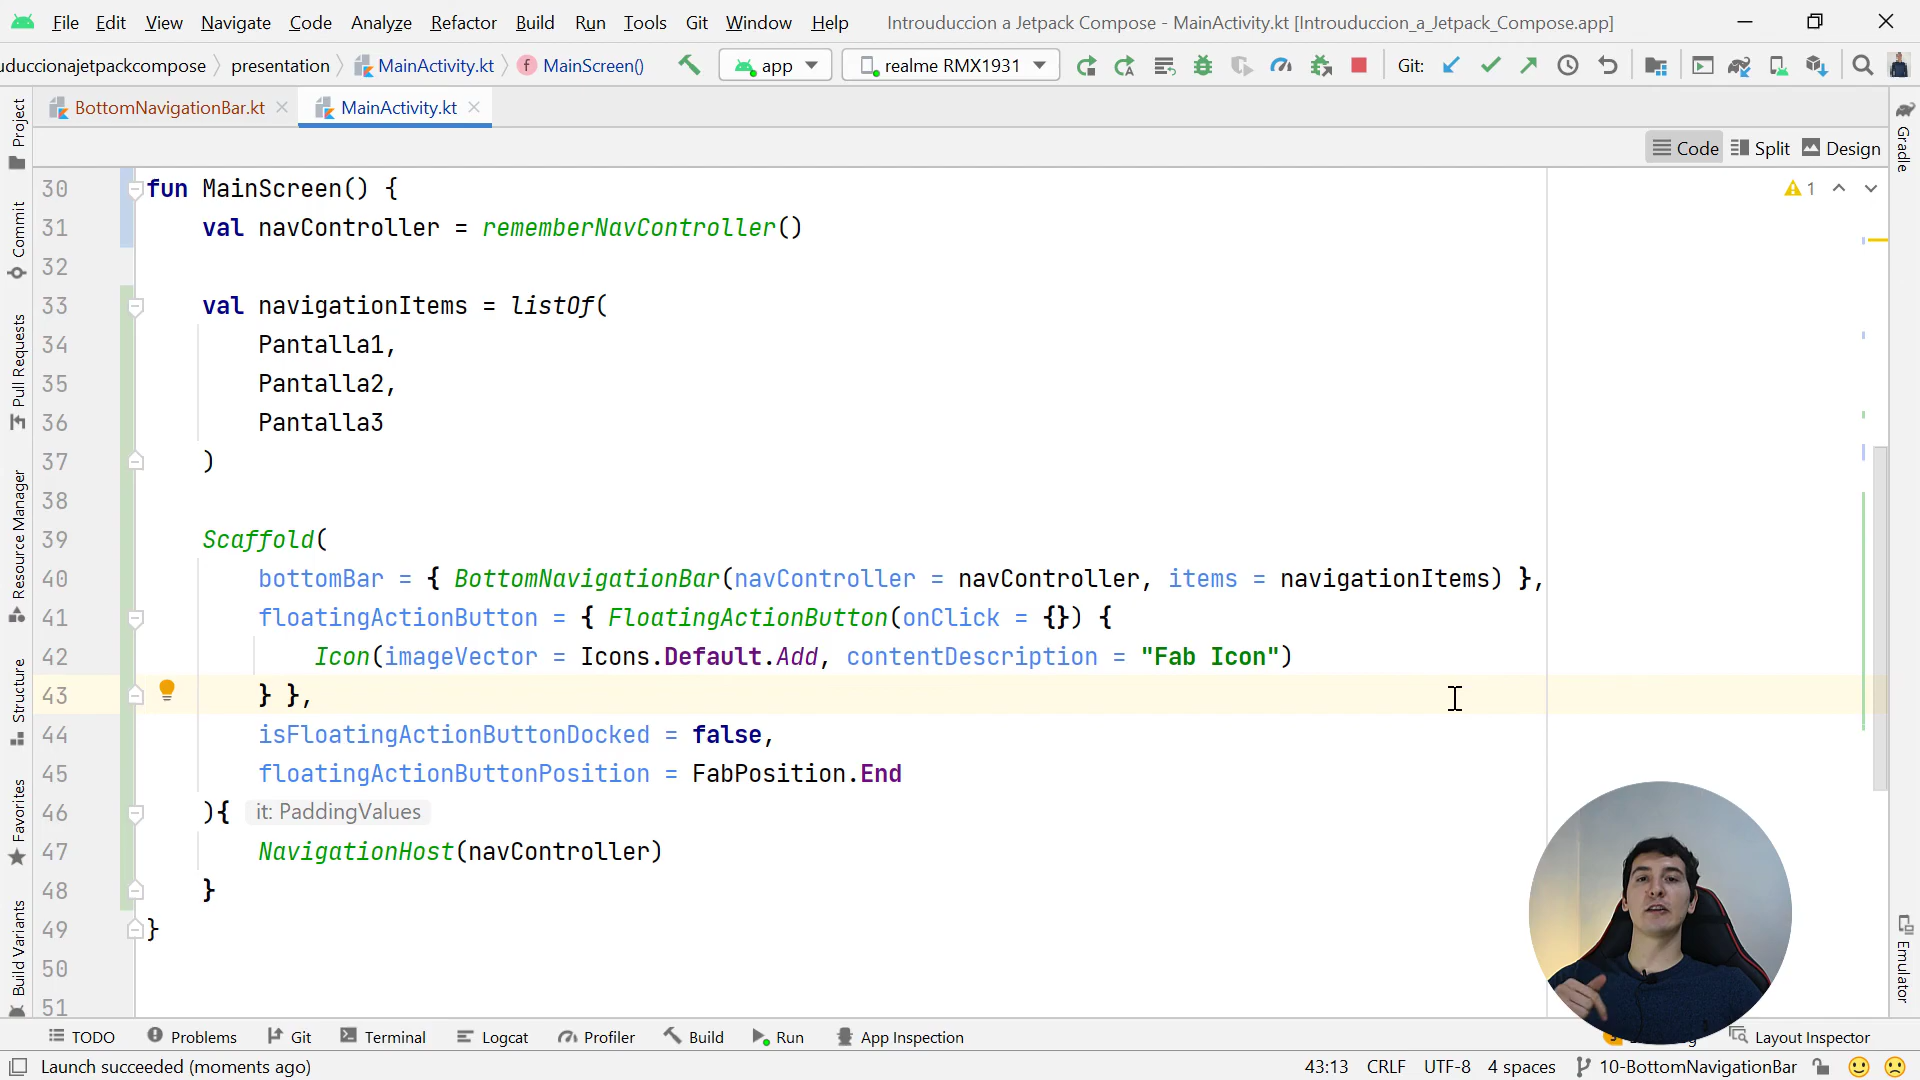 File Edit View Navigate Code Analyze Refactor Build Run Tools Git Window Help Introuduccion a Jetpack Compose - MainActivity.kt [Introuduccion_a_Jetpack_Compose.app]
uduccionajetpackcompose presentation MainActivity.kt f MainScreen() app realme RMX1931 Git:
BottomNavigationBar.kt MainActivity.kt
Code Split Design
Project
Commit
Pull Requests
Resource Manager
Structure
Favorites
Build Variants
Gradle
Emulator
1
30 fun MainScreen() {
31 val navController = rememberNavController()
32
33 val navigationItems = listOf(
34 Pantalla1,
35 Pantalla2,
36 Pantalla3
37 )
38
39 Scaffold(
40 bottomBar = { BottomNavigationBar(navController = navController, items = navigationItems) },
41 floatingActionButton = { FloatingActionButton(onClick = {}) {
42 Icon(imageVector = Icons.Default.Add, contentDescription = "Fab Icon")
43 } },
44 isFloatingActionButtonDocked = false,
45 floatingActionButtonPosition = FabPosition.End
46 ){ it: PaddingValues
47 NavigationHost(navController)
48 }
49 }
50
51
TODO Problems Git Terminal Logcat Profiler Build Run App Inspection Layout Inspector
Launch succeeded (moments ago) 43:13 CRLF UTF-8 4 spaces 10-BottomNavigationBar